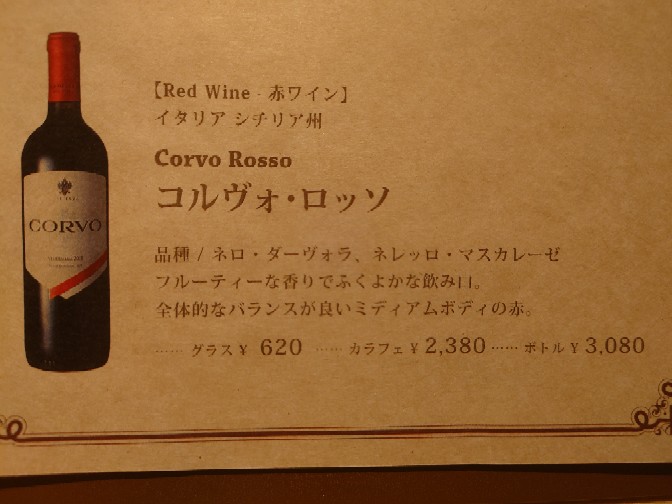 【Red Wine - 赤ワイン】
イタリア シチリア州
Corvo Rosso
コルヴォ・ロッソ
CORVO
品種 / ネロ・ダーヴォラ、ネレッロ・マスカレーゼ
フルーティーな香りでふくよかな飲み口。
全体的なバランスが良いミディアムボディの赤。
…… グラス ¥ 620 …… カラフェ ¥ 2,380 …… ボトル ¥ 3,080